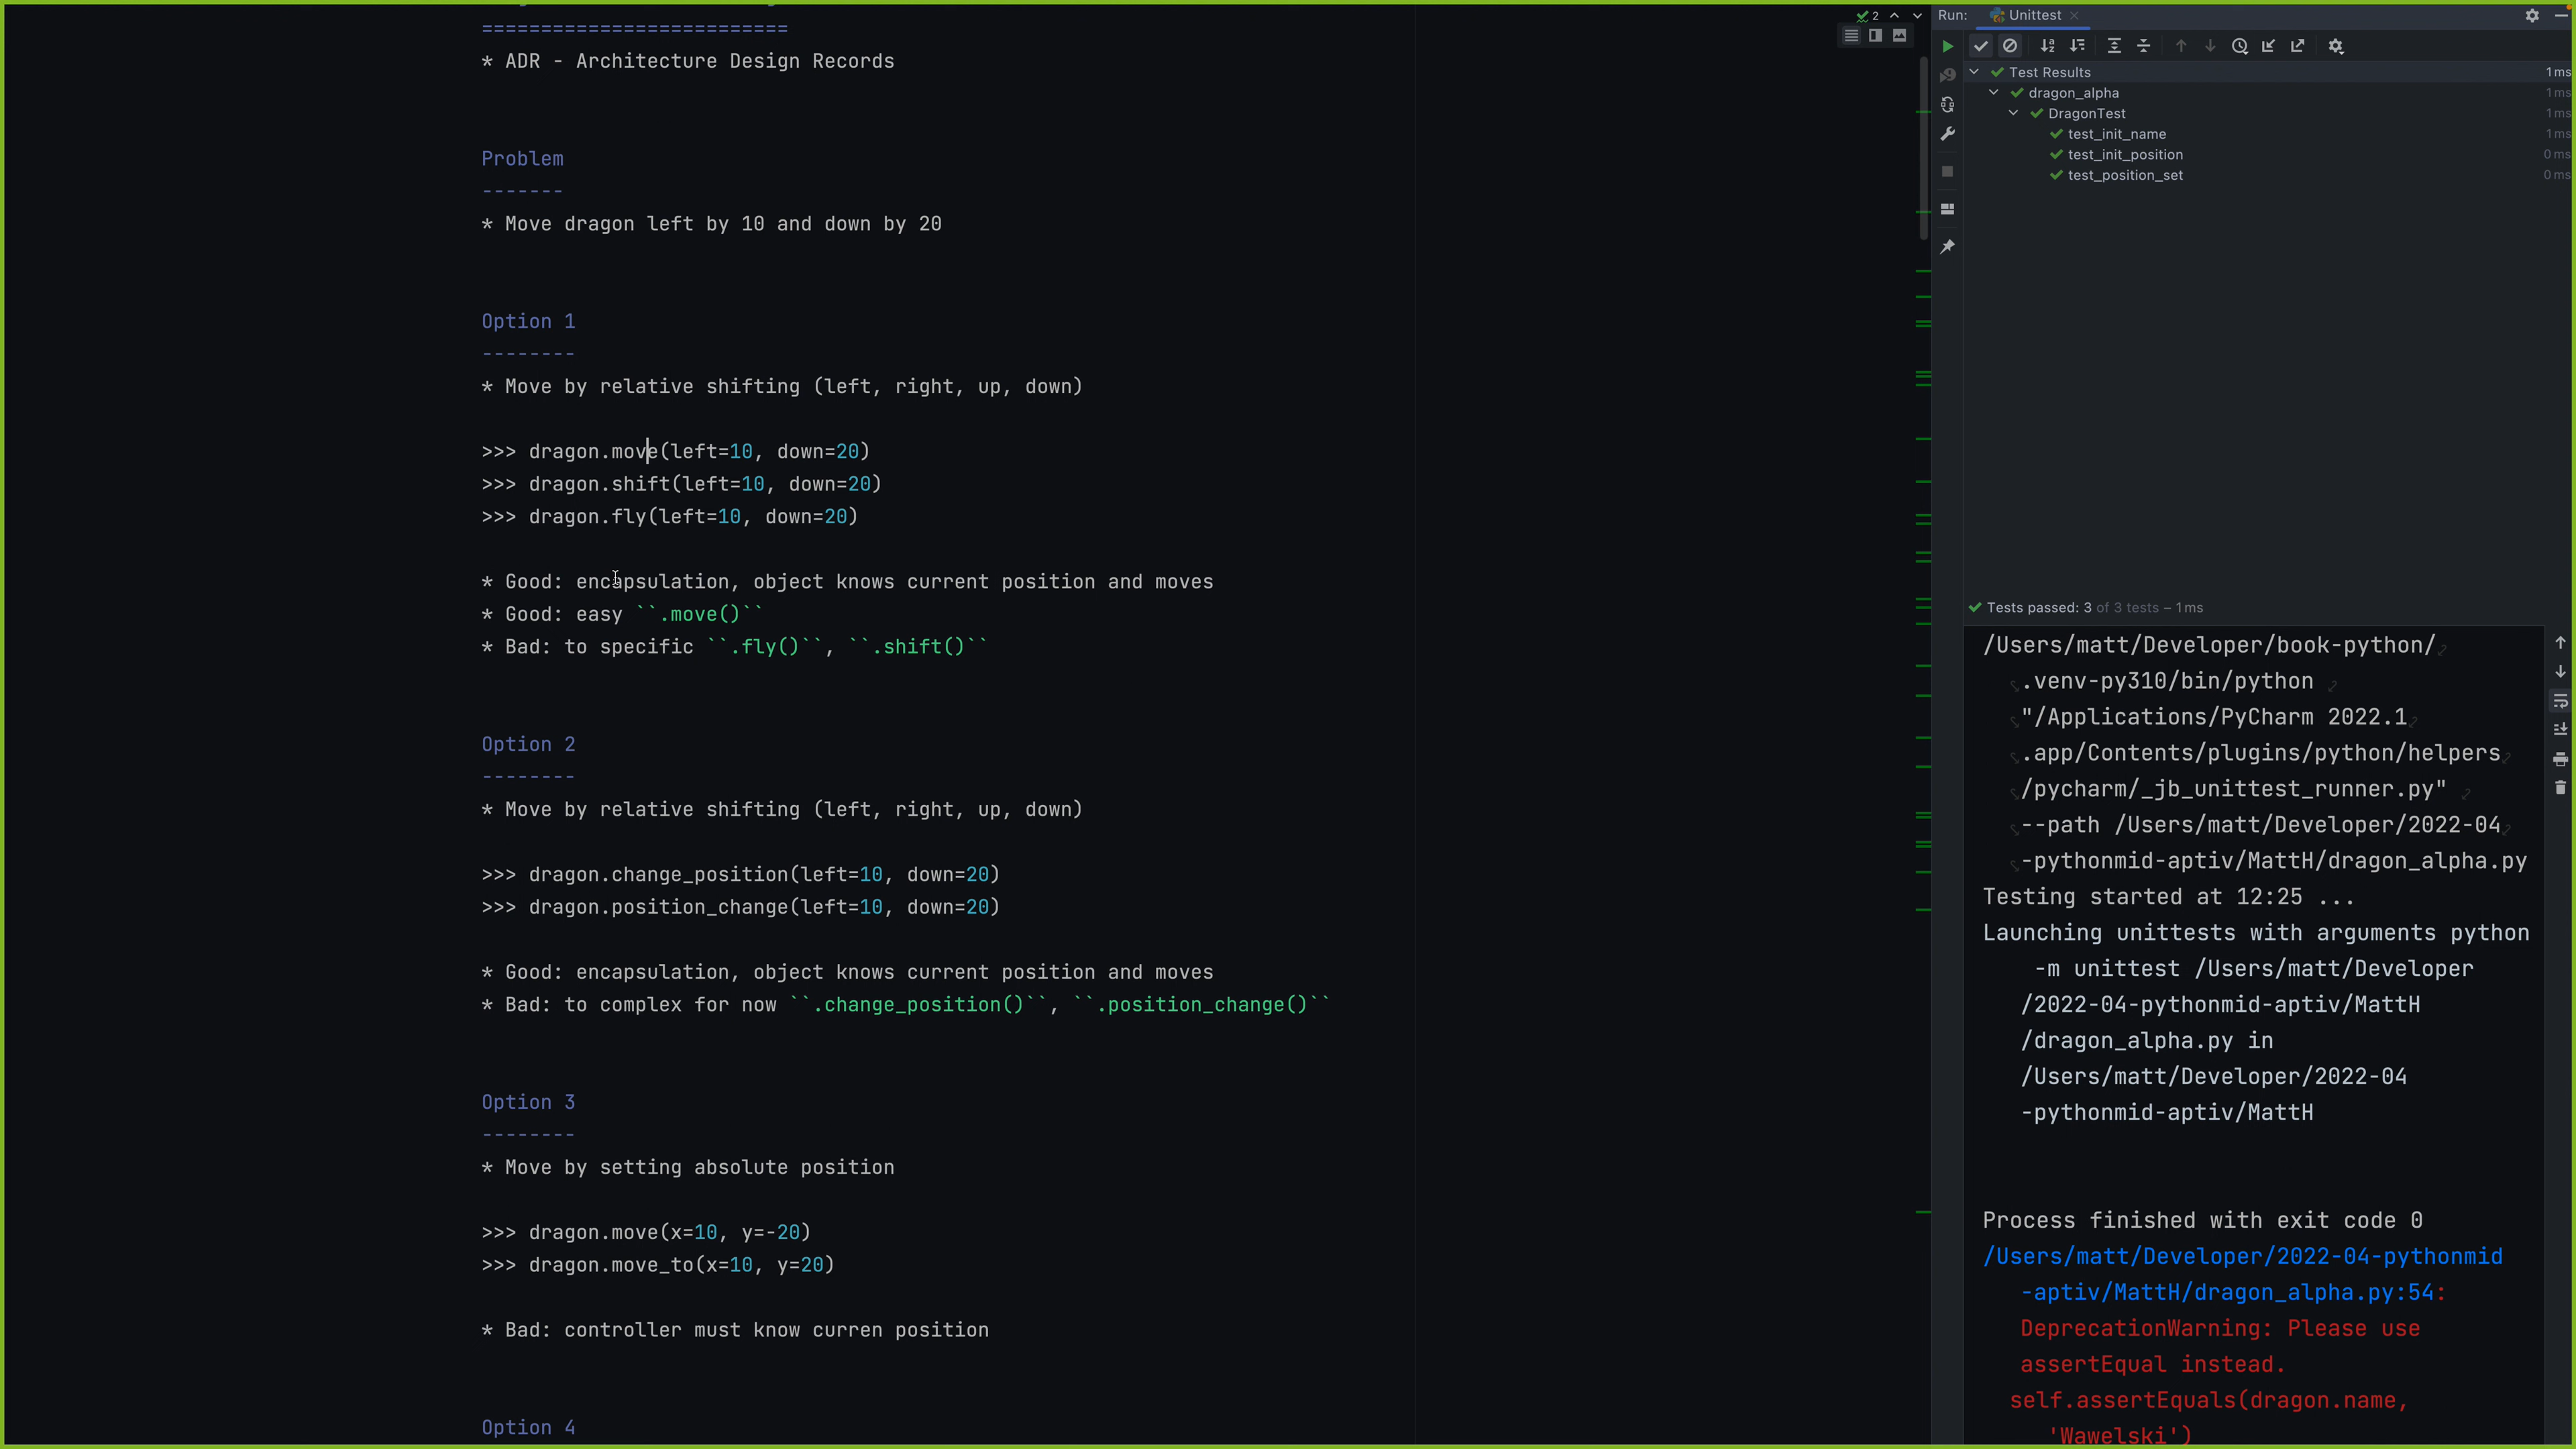 =========================
* ADR - Architecture Design Records
Problem
-------
* Move dragon left by 10 and down by 20
Option 1
--------
* Move by relative shifting (left, right, up, down)
>>> dragon.move(left=10, down=20)
>>> dragon.shift(left=10, down=20)
>>> dragon.fly(left=10, down=20)
* Good: encapsulation, object knows current position and moves
* Good: easy ``.move()``
* Bad: to specific ``.fly()``, ``.shift()``
Option 2
--------
* Move by relative shifting (left, right, up, down)
>>> dragon.change_position(left=10, down=20)
>>> dragon.position_change(left=10, down=20)
* Good: encapsulation, object knows current position and moves
* Bad: to complex for now ``.change_position()``, ``.position_change()``
Option 3
--------
* Move by setting absolute position
>>> dragon.move(x=10, y=-20)
>>> dragon.move_to(x=10, y=20)
* Bad: controller must know curren position
Option 4
2
Run: Unittest
Test Results 1 ms
dragon_alpha 1 ms
DragonTest 1 ms
test_init_name 1 ms
test_init_position 0 ms
test_position_set 0 ms
Tests passed: 3 of 3 tests – 1 ms
/Users/matt/Developer/book-python/
.venv-py310/bin/python
"/Applications/PyCharm 2022.1
.app/Contents/plugins/python/helpers
/pycharm/_jb_unittest_runner.py"
--path /Users/matt/Developer/2022-04
-pythonmid-aptiv/MattH/dragon_alpha.py
Testing started at 12:25 ...
Launching unittests with arguments python
-m unittest /Users/matt/Developer
/2022-04-pythonmid-aptiv/MattH
/dragon_alpha.py in
/Users/matt/Developer/2022-04
-pythonmid-aptiv/MattH
Process finished with exit code 0
/Users/matt/Developer/2022-04-pythonmid
-aptiv/MattH/dragon_alpha.py:54:
DeprecationWarning: Please use
assertEqual instead.
self.assertEquals(dragon.name,
'Wawelski')